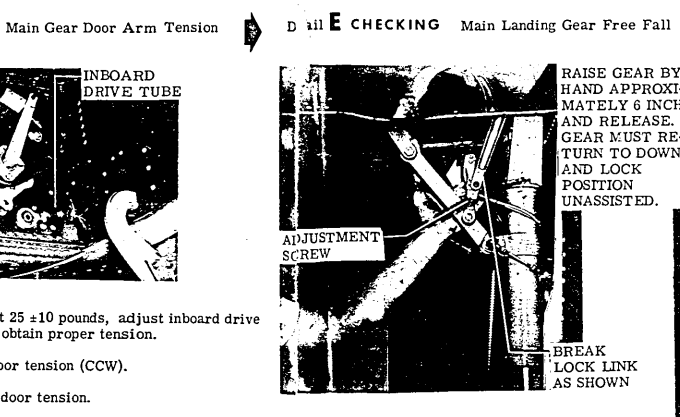 Main Gear Door Arm Tension
INBOARD
DRIVE TUBE
25 ±10 pounds, adjust inboard drive
obtain proper tension.
tension (CCW).
door tension.
E CHECKING Main Landing Gear Free Fall
RAISE GEAR BY
HAND APPROXI-
MATELY 6 INCH
AND RELEASE.
GEAR MUST RE-
TURN TO DOWN
AND LOCK
POSITION
UNASSISTED.
ADJUSTMENT
SCREW
BREAK
LOCK LINK
AS SHOWN